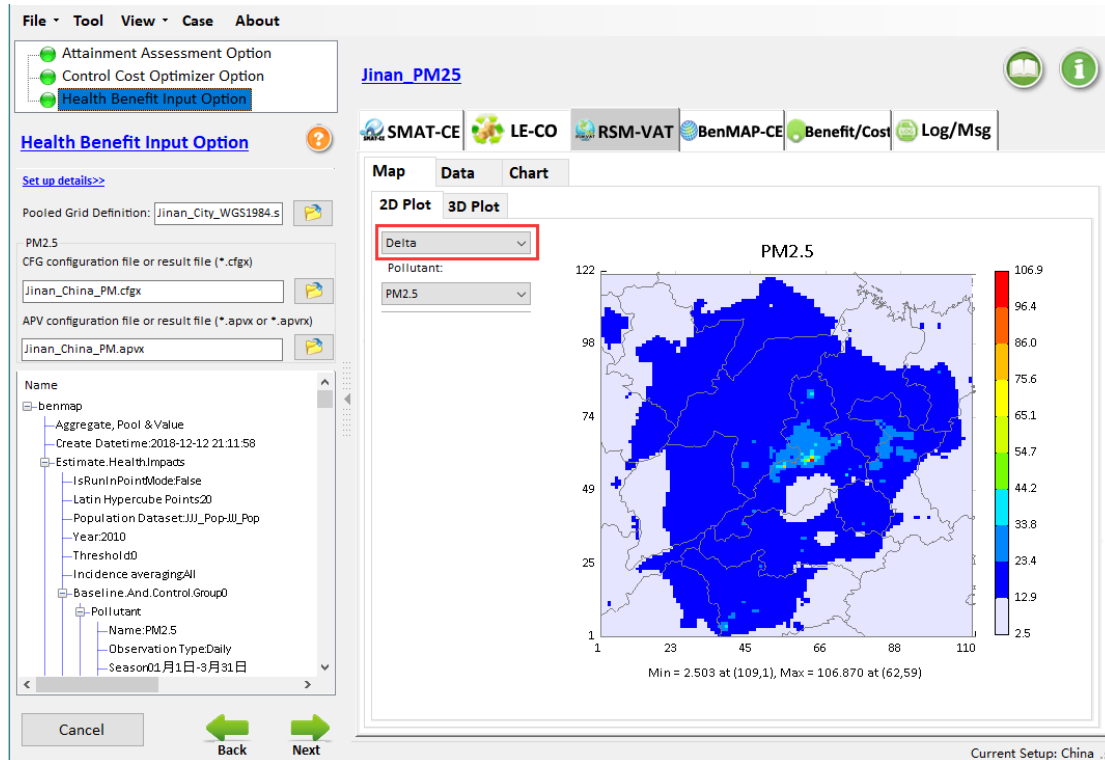 File Tool View Case About
Attainment Assessment Option
Control Cost Optimizer Option
Health Benefit Input Option
Health Benefit Input Option
Set up details>>
Pooled Grid Definition: Jinan_City_WGS1984.s
PM2.5
CFG configuration file or result file (*.cfgx)
Jinan_China_PM.cfgx
APV configuration file or result file (*.apvx or *.apvrx)
Jinan_China_PM.apvx
Name
benmap
Aggregate, Pool & Value
Create Datetime:2018-12-12 21:11:58
Estimate.Health.Impacts
IsRunInPointMode:False
Latin Hypercube Points:20
Population Dataset:JJJ_Pop-JJJ_Pop
Year:2010
Threshold:0
Incidence averaging:All
Baseline.And.Control.Group0
Pollutant
Name:PM2.5
Observation Type:Daily
Season01月1日-3月31日
Cancel
Back
Next
Jinan_PM25
SMAT-CE LE-CO RSM-VAT BenMAP-CE Benefit/Cost Log/Msg
Map Data Chart
2D Plot 3D Plot
Delta
Pollutant:
PM2.5
PM2.5
122
98
74
49
25
1
1 23 45 66 88 110
106.9
96.4
86.0
75.6
65.1
54.7
44.2
33.8
23.4
12.9
2.5
Min = 2.503 at (109,1), Max = 106.870 at (62,59)
Current Setup: China